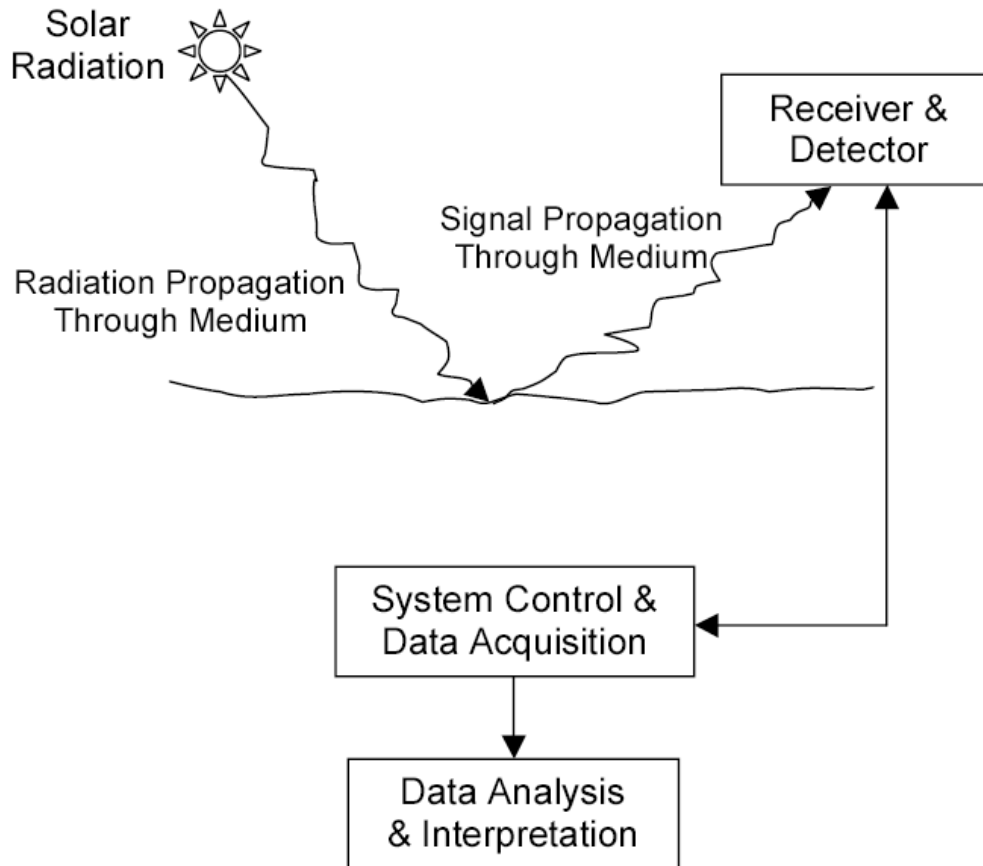 Solar
Radiation
Receiver &
Detector
Signal Propagation
Through Medium
Radiation Propagation
Through Medium
System Control &
Data Acquisition
Data Analysis
& Interpretation